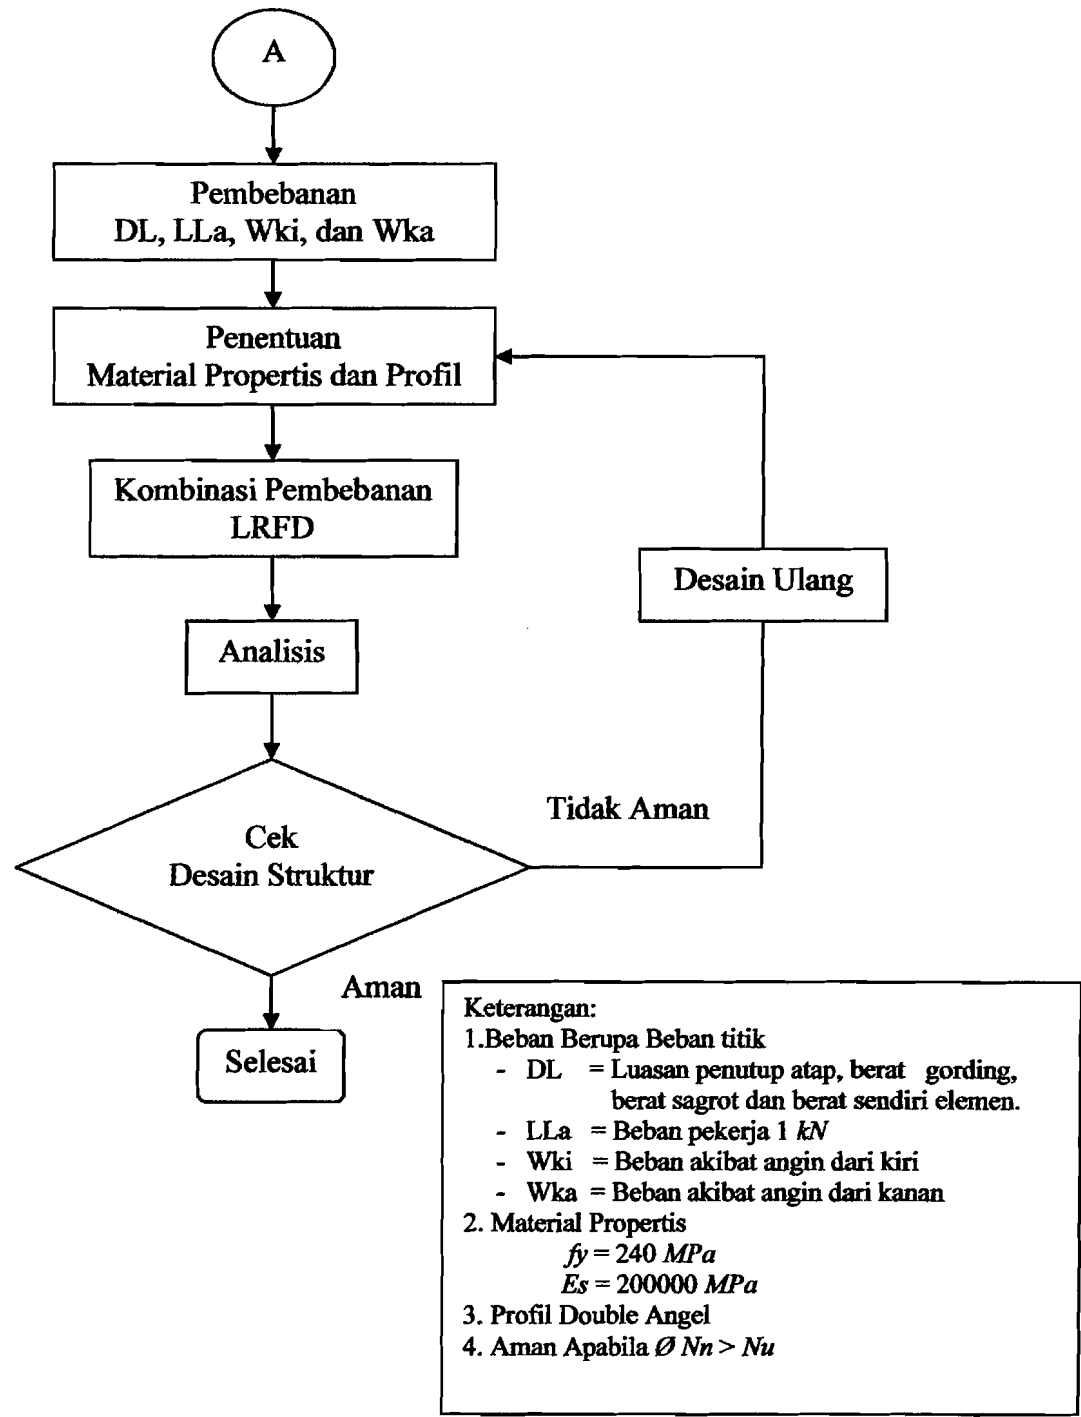 A
Pembebanan
DL, LLa, Wki, dan Wka
Penentuan
Material Propertis dan Profil
Kombinasi Pembebanan
LRFD
Desain Ulang
Analisis
Tidak Aman
Cek
Desain Struktur
Aman
Selesai
Keterangan:
1.Beban Berupa Beban titik
- DL = Luasan penutup atap, berat gording,
berat sagrot dan berat sendiri elemen.
- LLa = Beban pekerja 1 kN
- Wki = Beban akibat angin dari kiri
- Wka = Beban akibat angin dari kanan
2. Material Propertis
fy = 240 MPa
Es = 200000 MPa
3. Profil Double Angel
4. Aman Apabila Ø Nn > Nu